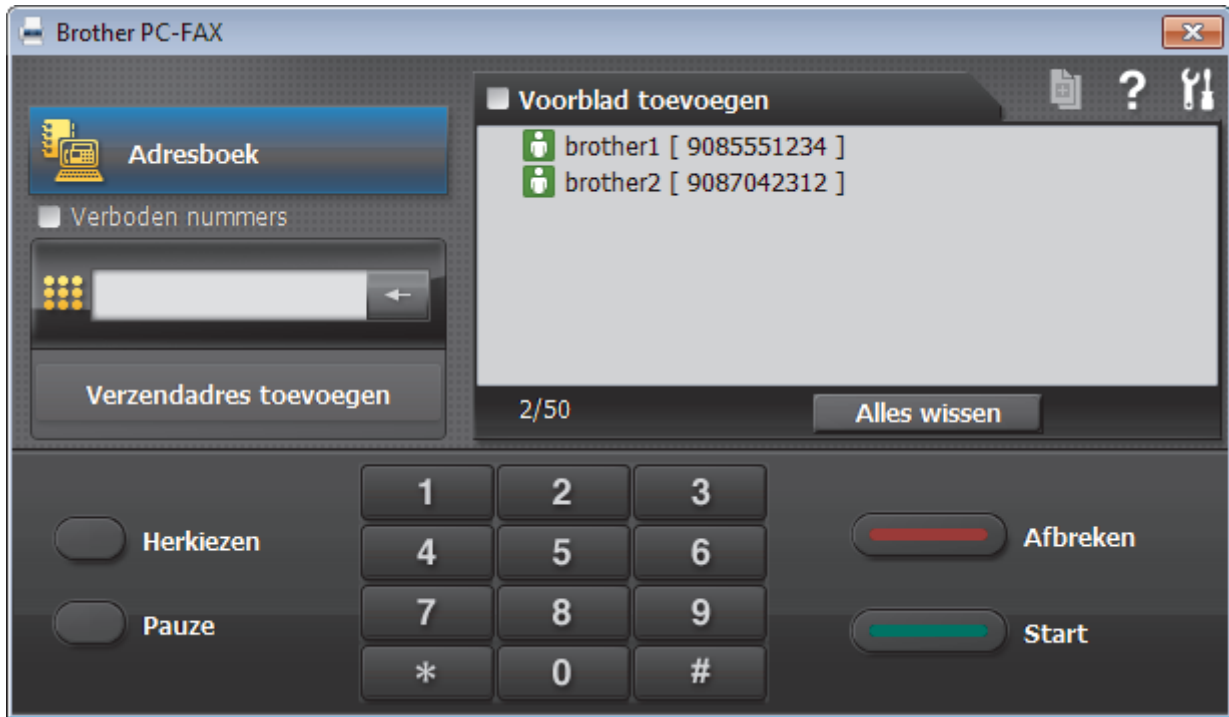 Brother PC-FAX
Adresboek
Verboden nummers
Verzendadres toevoegen
Voorblad toevoegen
?
brother1 [ 9085551234 ]
brother2 [ 9087042312 ]
2/50
Alles wissen
Herkiezen
Pauze
1 2 3
4 5 6
7 8 9
* 0 #
Afbreken
Start